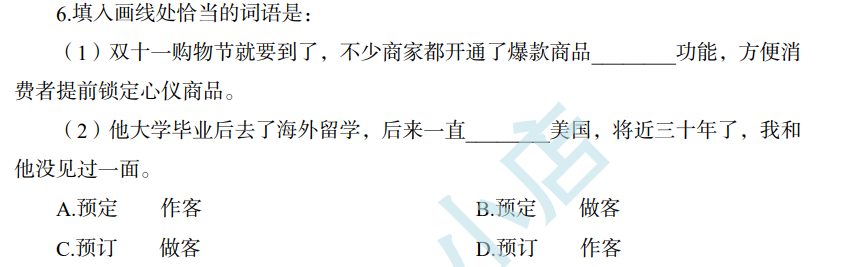 6.填入画线处恰当的词语是：
（1）双十一购物节就要到了，不少商家都开通了爆款商品________功能，方便消
费者提前锁定心仪商品。
（2）他大学毕业后去了海外留学，后来一直________美国，将近三十年了，我和
他没见过一面。
A.预定 作客 B.预定 做客
C.预订 做客 D.预订 作客
小店